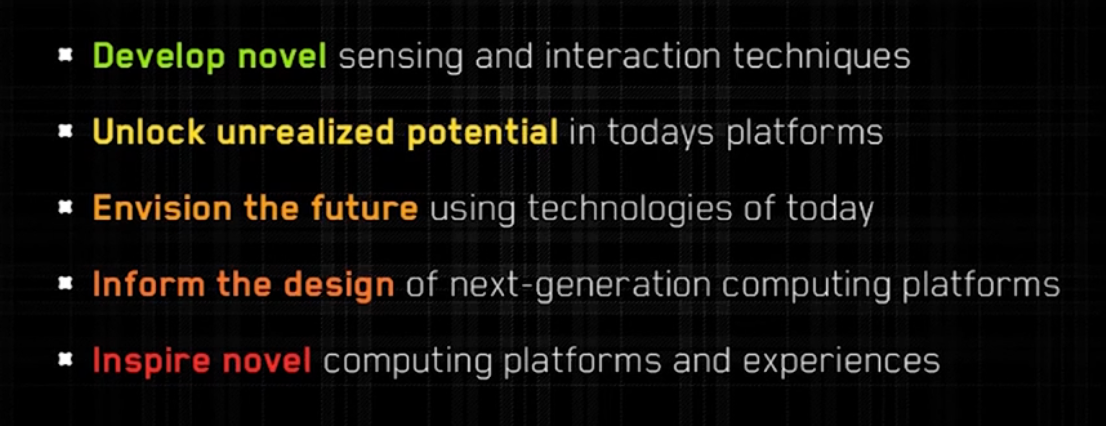 Develop novel sensing and interaction techniques
Unlock unrealized potential in todays platforms
Envision the future using technologies of today
Inform the design of next-generation computing platforms
Inspire novel computing platforms and experiences